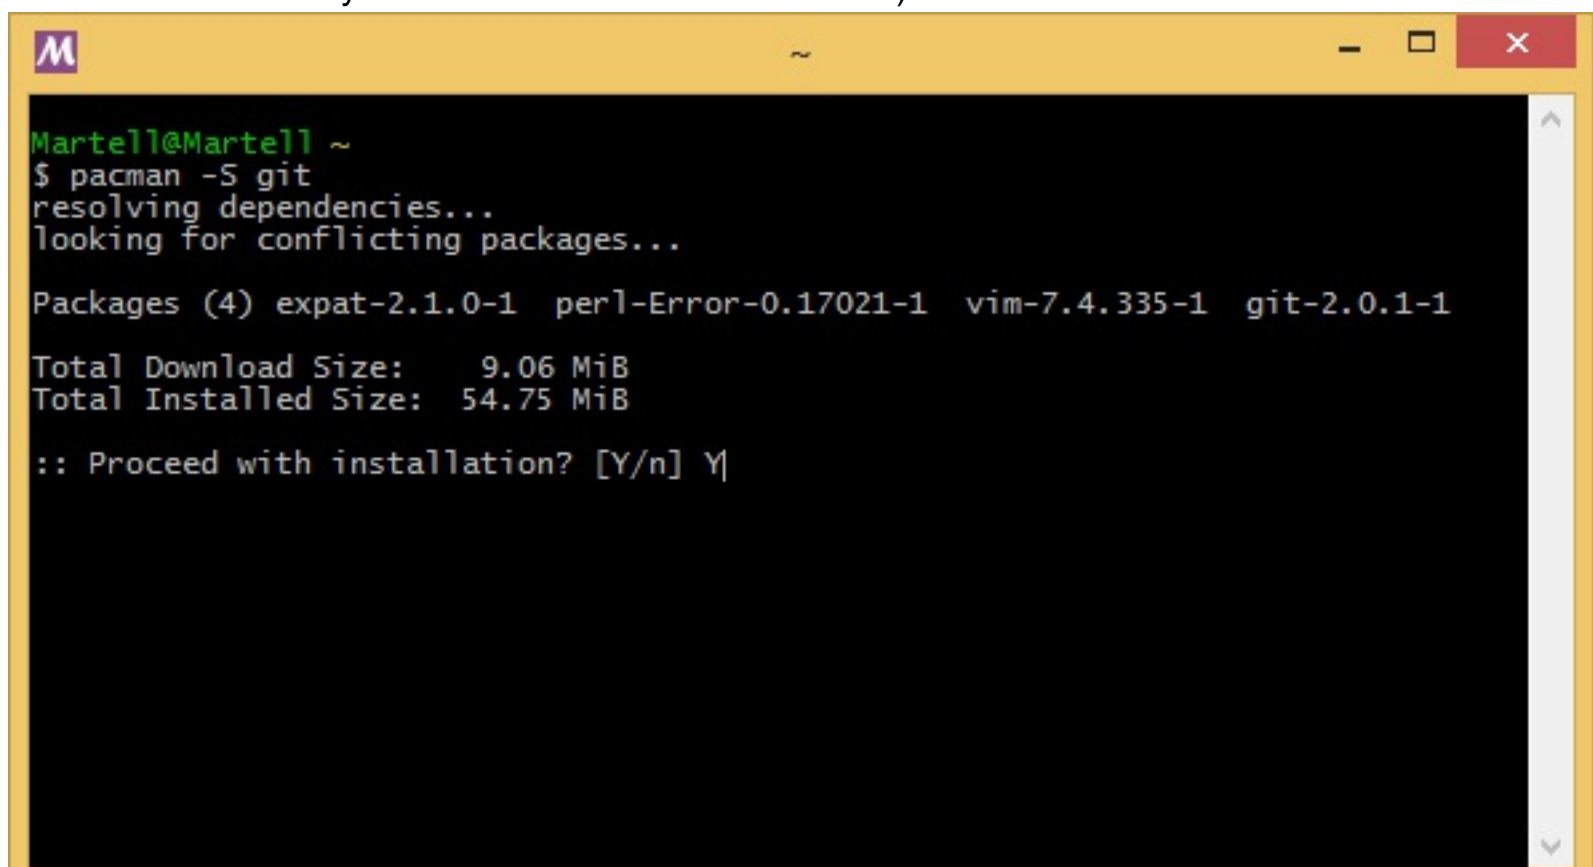 M
~
Martell@Martell ~
$ pacman -S git
resolving dependencies...
looking for conflicting packages...
Packages (4) expat-2.1.0-1  perl-Error-0.17021-1  vim-7.4.335-1  git-2.0.1-1
Total Download Size:    9.06 MiB
Total Installed Size:  54.75 MiB
:: Proceed with installation? [Y/n] Y